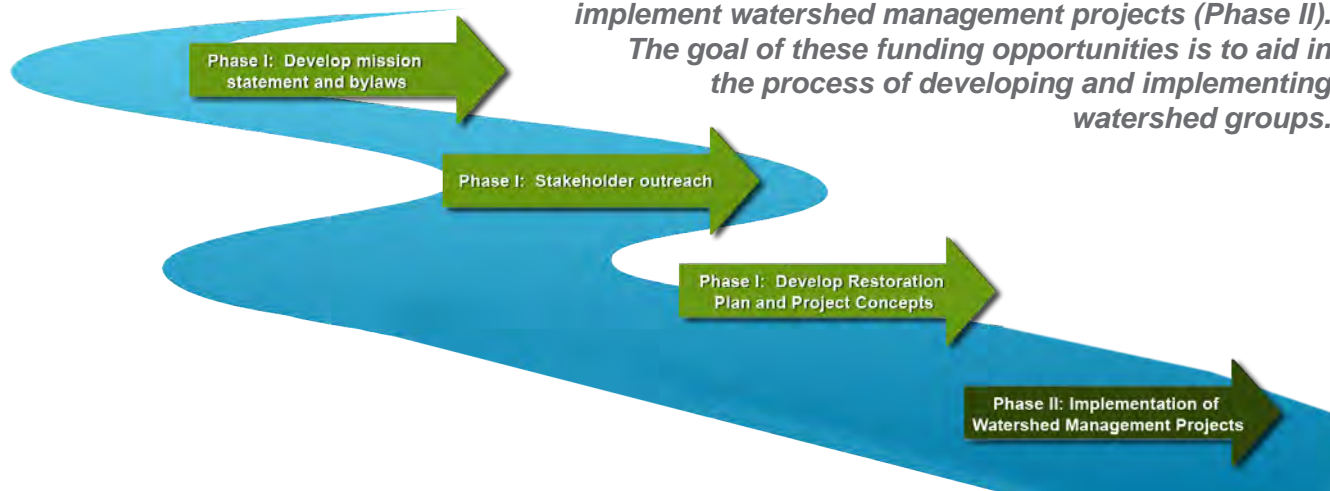 implement watershed management projects (Phase II).
The goal of these funding opportunities is to aid in
the process of developing and implementing
watershed groups.
Phase I: Develop mission
statement and bylaws
Phase I: Stakeholder outreach
Phase I: Develop Restoration
Plan and Project Concepts
Phase II: Implementation of
Watershed Management Projects